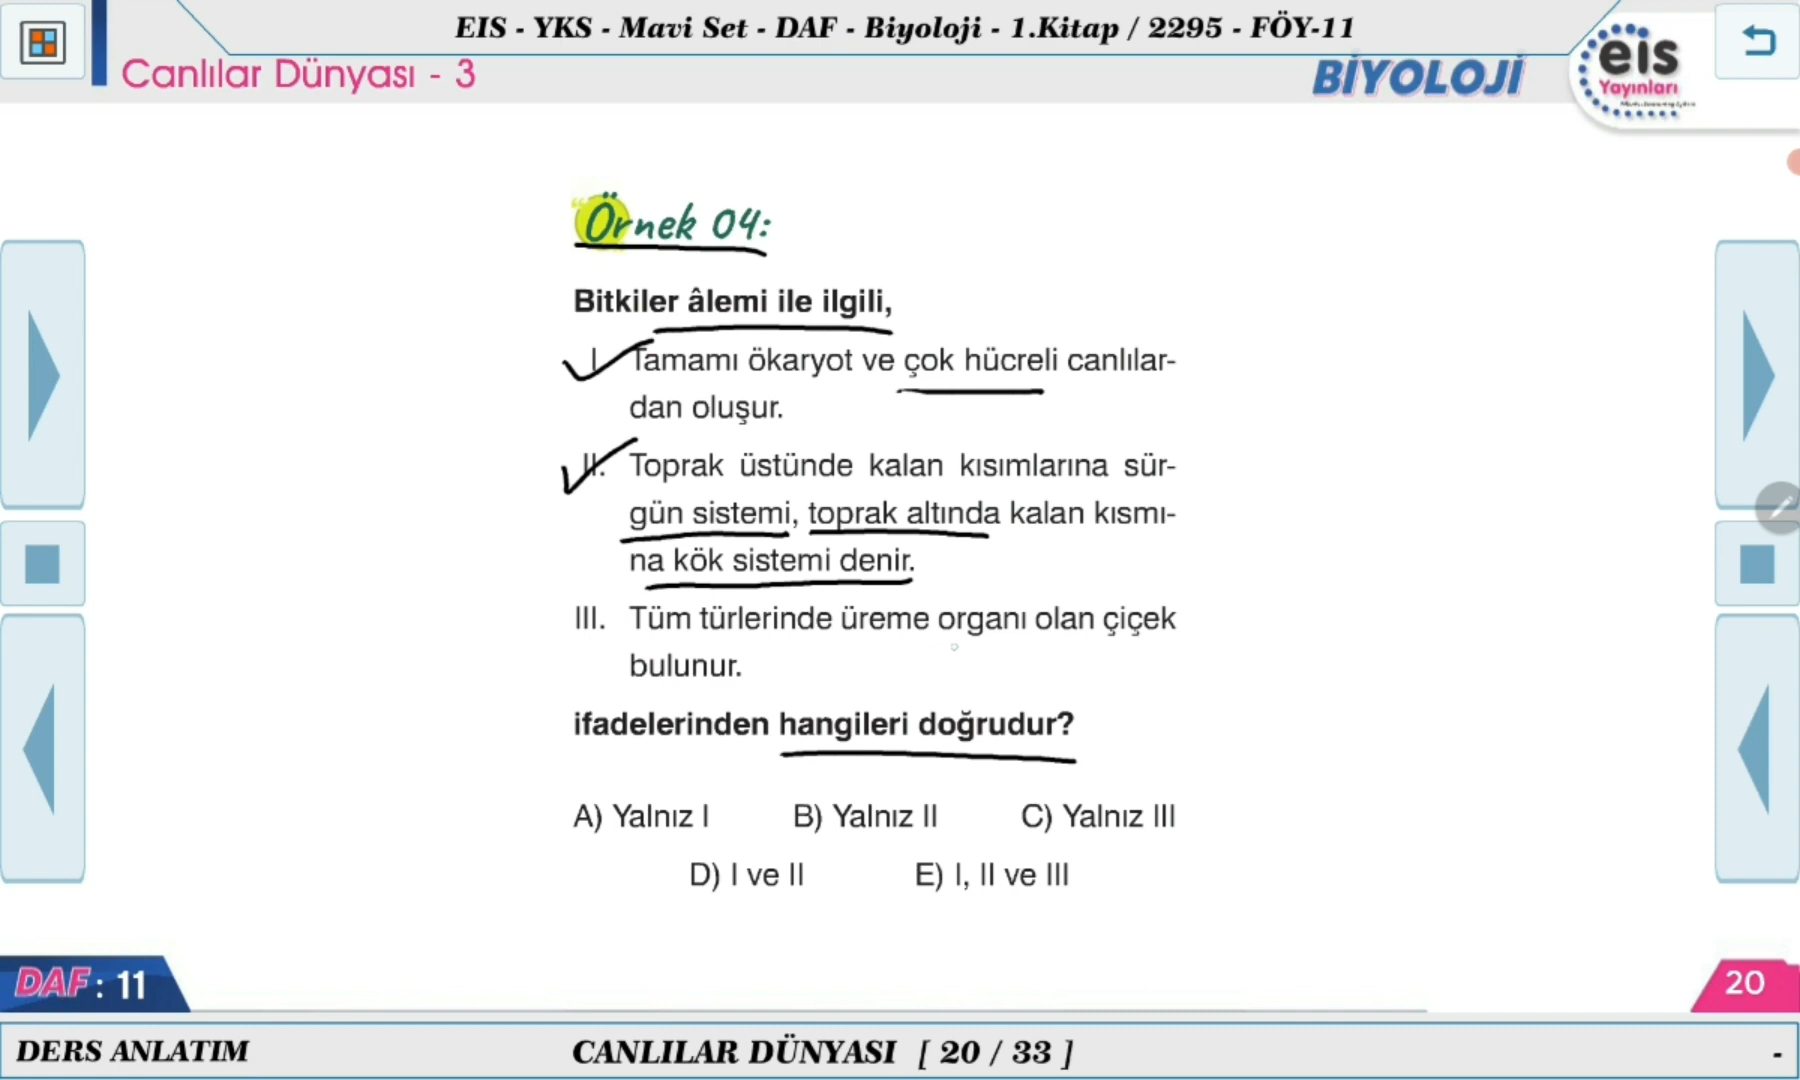 EIS - YKS - Mavi Set - DAF - Biyoloji - 1.Kitap / 2295 - FÖY-11
Canlılar Dünyası - 3
BİYOLOJİ
eis
Yayınları
Örnek 04:
Bitkiler âlemi ile ilgili,
I. Tamamı ökaryot ve çok hücreli canlılar-
dan oluşur.
II. Toprak üstünde kalan kısımlarına sür-
gün sistemi, toprak altında kalan kısmı-
na kök sistemi denir.
III. Tüm türlerinde üreme organı olan çiçek
bulunur.
ifadelerinden hangileri doğrudur?
A) Yalnız I B) Yalnız II C) Yalnız III
D) I ve II E) I, II ve III
DAF : 11
20
DERS ANLATIM
CANLILAR DÜNYASI [ 20 / 33 ]
-